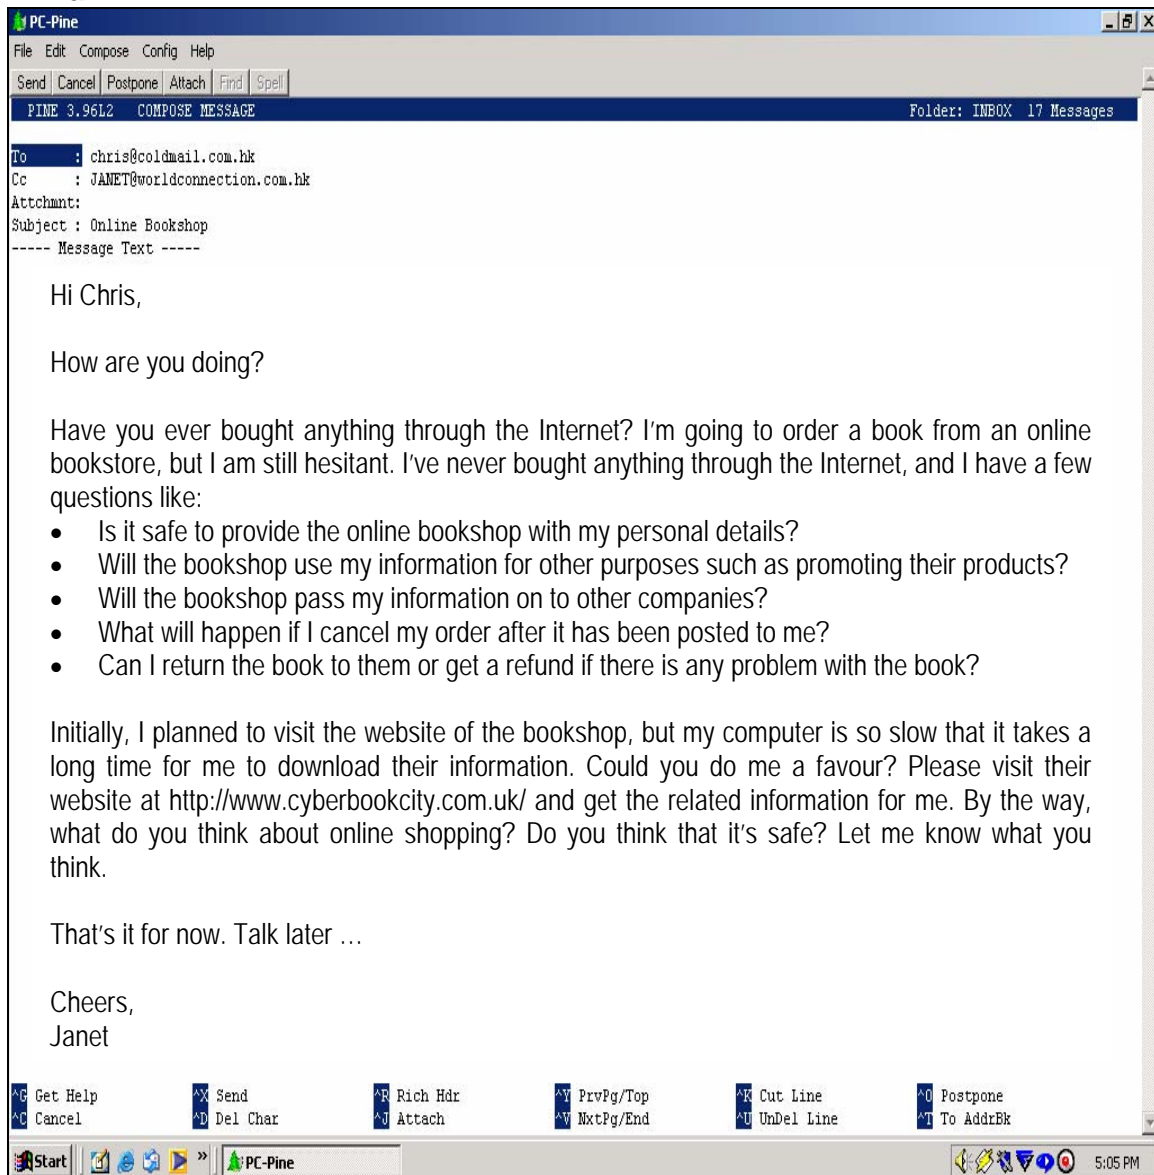 PC-Pine
File Edit Compose Config Help
Send Cancel Postpone Attach Find Spell
PINE 3.96L2 COMPOSE MESSAGE Folder: INBOX 17 Messages
To : chris@coldmail.com.hk
Cc : JANET@worldconnection.com.hk
Attchmnt:
Subject : Online Bookshop
----- Message Text -----
Hi Chris,
How are you doing?
Have you ever bought anything through the Internet? I'm going to order a book from an online
bookstore, but I am still hesitant. I've never bought anything through the Internet, and I have a few
questions like:
• Is it safe to provide the online bookshop with my personal details?
• Will the bookshop use my information for other purposes such as promoting their products?
• Will the bookshop pass my information on to other companies?
• What will happen if I cancel my order after it has been posted to me?
• Can I return the book to them or get a refund if there is any problem with the book?
Initially, I planned to visit the website of the bookshop, but my computer is so slow that it takes a
long time for me to download their information. Could you do me a favour? Please visit their
website at http://www.cyberbookcity.com.uk/ and get the related information for me. By the way,
what do you think about online shopping? Do you think that it's safe? Let me know what you
think.
That's it for now. Talk later …
Cheers,
Janet
^G Get Help ^X Send ^R Rich Hdr ^Y PrvPg/Top ^K Cut Line ^O Postpone
^C Cancel ^D Del Char ^J Attach ^V NxtPg/End ^U UnDel Line ^T To AddrBk
Start » PC-Pine 5:05 PM